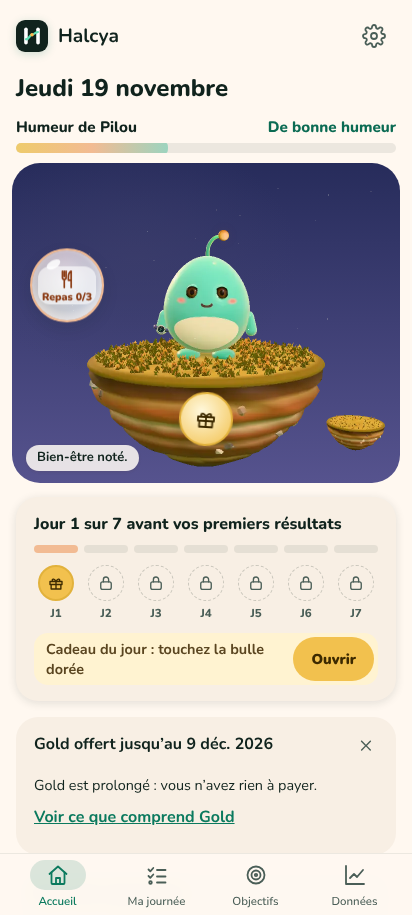 Halcya
Jeudi 19 novembre
Humeur de Pilou
De bonne humeur
Repas 0/3
Bien-être noté.
Jour 1 sur 7 avant vos premiers résultats
J1
J2
J3
J4
J5
J6
J7
Cadeau du jour : touchez la bulle
dorée
Ouvrir
Gold offert jusqu’au 9 déc. 2026
Gold est prolongé : vous n’avez rien à payer.
Voir ce que comprend Gold
Accueil
Ma journée
Objectifs
Données